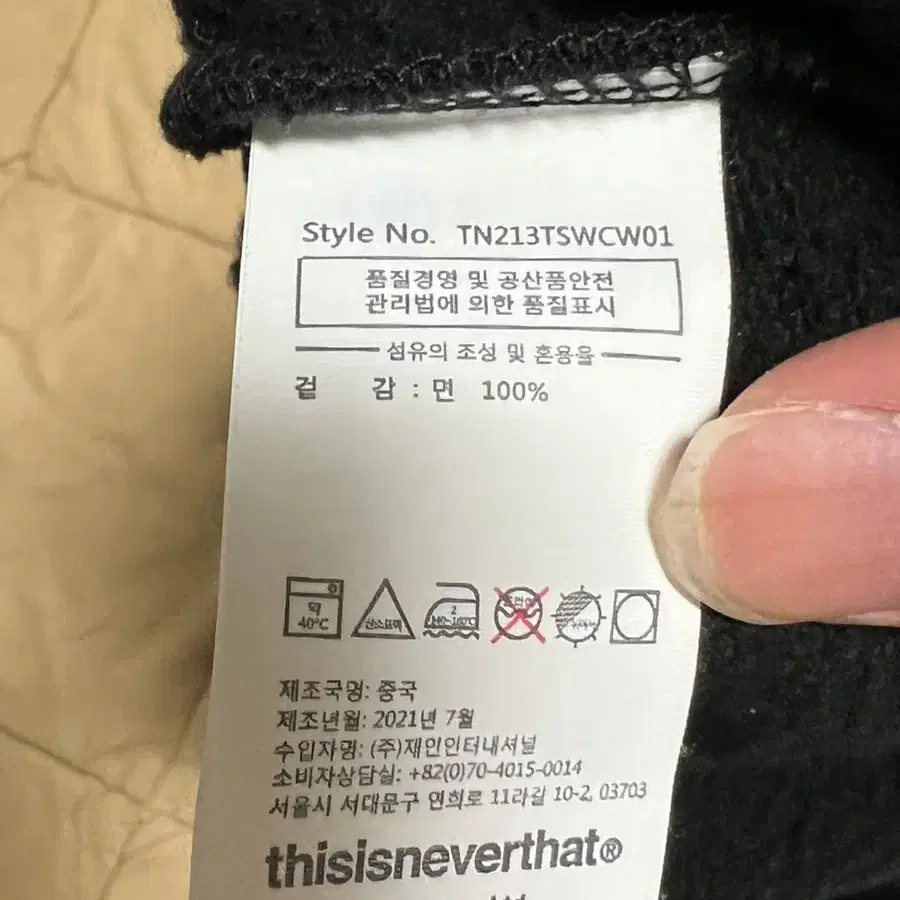 Style No. TN213TSWCW01
품질경영 및 공산품안전
관리법에 의한 품질표시
섬유의 조성 및 혼용율
겉 감 : 면 100%
약
40℃
산소표백
2
140~160℃
드라이
제조국명: 중국
제조년월: 2021년 7월
수입자명: (주)재인인터내셔널
소비자상담실: +82(0)70-4015-0014
서울시 서대문구 연희로 11라길 10-2, 03703
thisisneverthat®